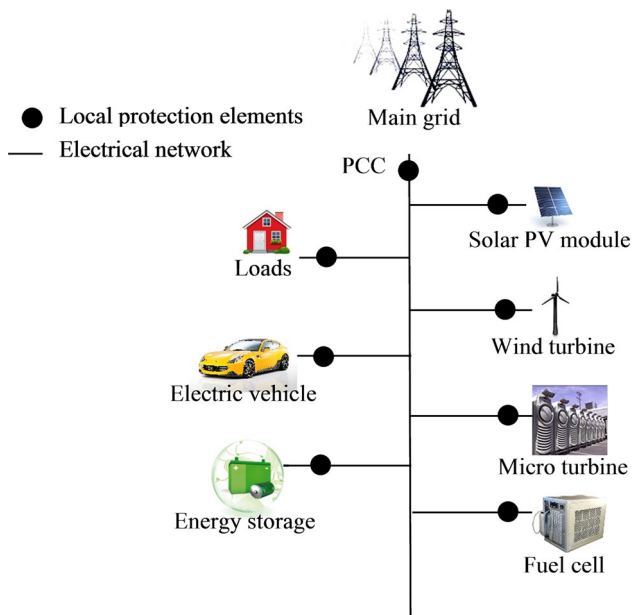 Main grid
Local protection elements
Electrical network
PCC
Solar PV module
Loads
Wind turbine
Electric vehicle
Micro turbine
Energy storage
Fuel cell